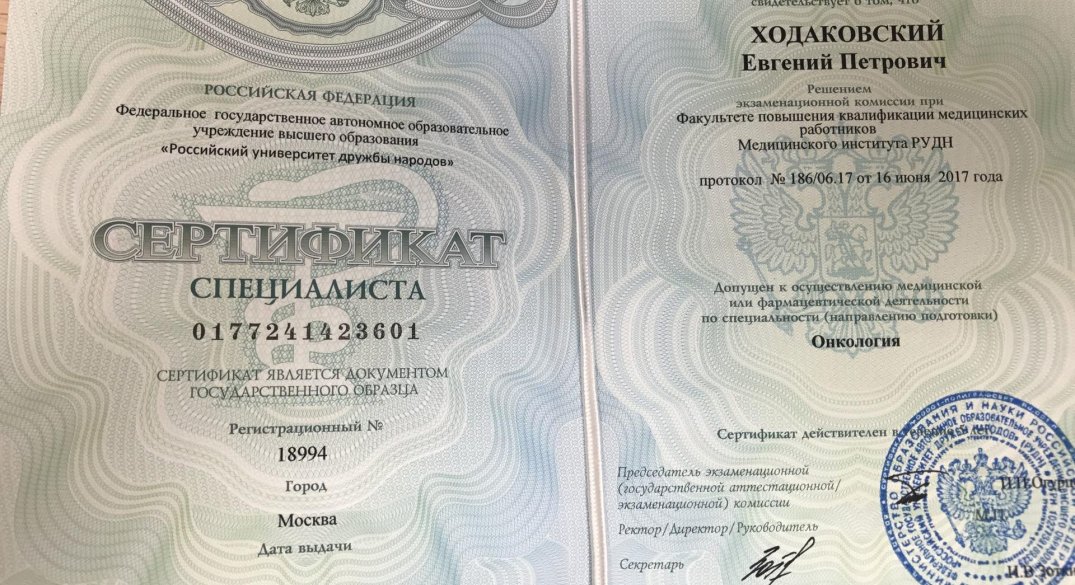 РОССИЙСКАЯ ФЕДЕРАЦИЯ
Федеральное государственное автономное образовательное
учреждение высшего образования
«Российский университет дружбы народов»
СЕРТИФИКАТ
СПЕЦИАЛИСТА
0177241423601
СЕРТИФИКАТ ЯВЛЯЕТСЯ ДОКУМЕНТОМ
ГОСУДАРСТВЕННОГО ОБРАЗЦА
Регистрационный №
18994
Город
Москва
Дата выдачи
свидетельствует о том, что
ХОДАКОВСКИЙ
Евгений Петрович
Решением
экзаменационной комиссии при
Факультете повышения квалификации медицинских
работников
Медицинского института РУДН
протокол № 186/06.17 от 16 июня 2017 года
Допущен к осуществлению медицинской
или фармацевтической деятельности
по специальности (направлению подготовки)
Онкология
Сертификат действителен в
Председатель экзаменационной
(государственной аттестационной/
экзаменационной) комиссии
Ректор/Директор/Руководитель
М.П.
Секретарь